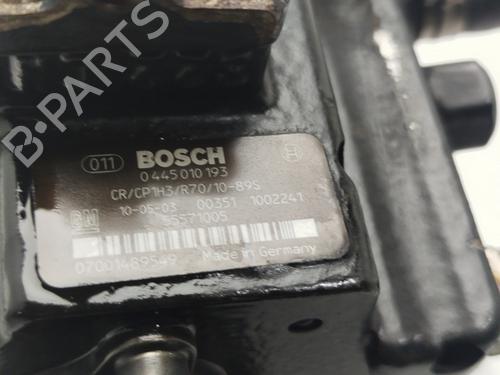 B-PARTS
011 BOSCH
0 445 010 193
CR/CP1H3/R70/10-89S
GM 10-05-03 00351 1002241
55571005
07001489549 Made in Germany